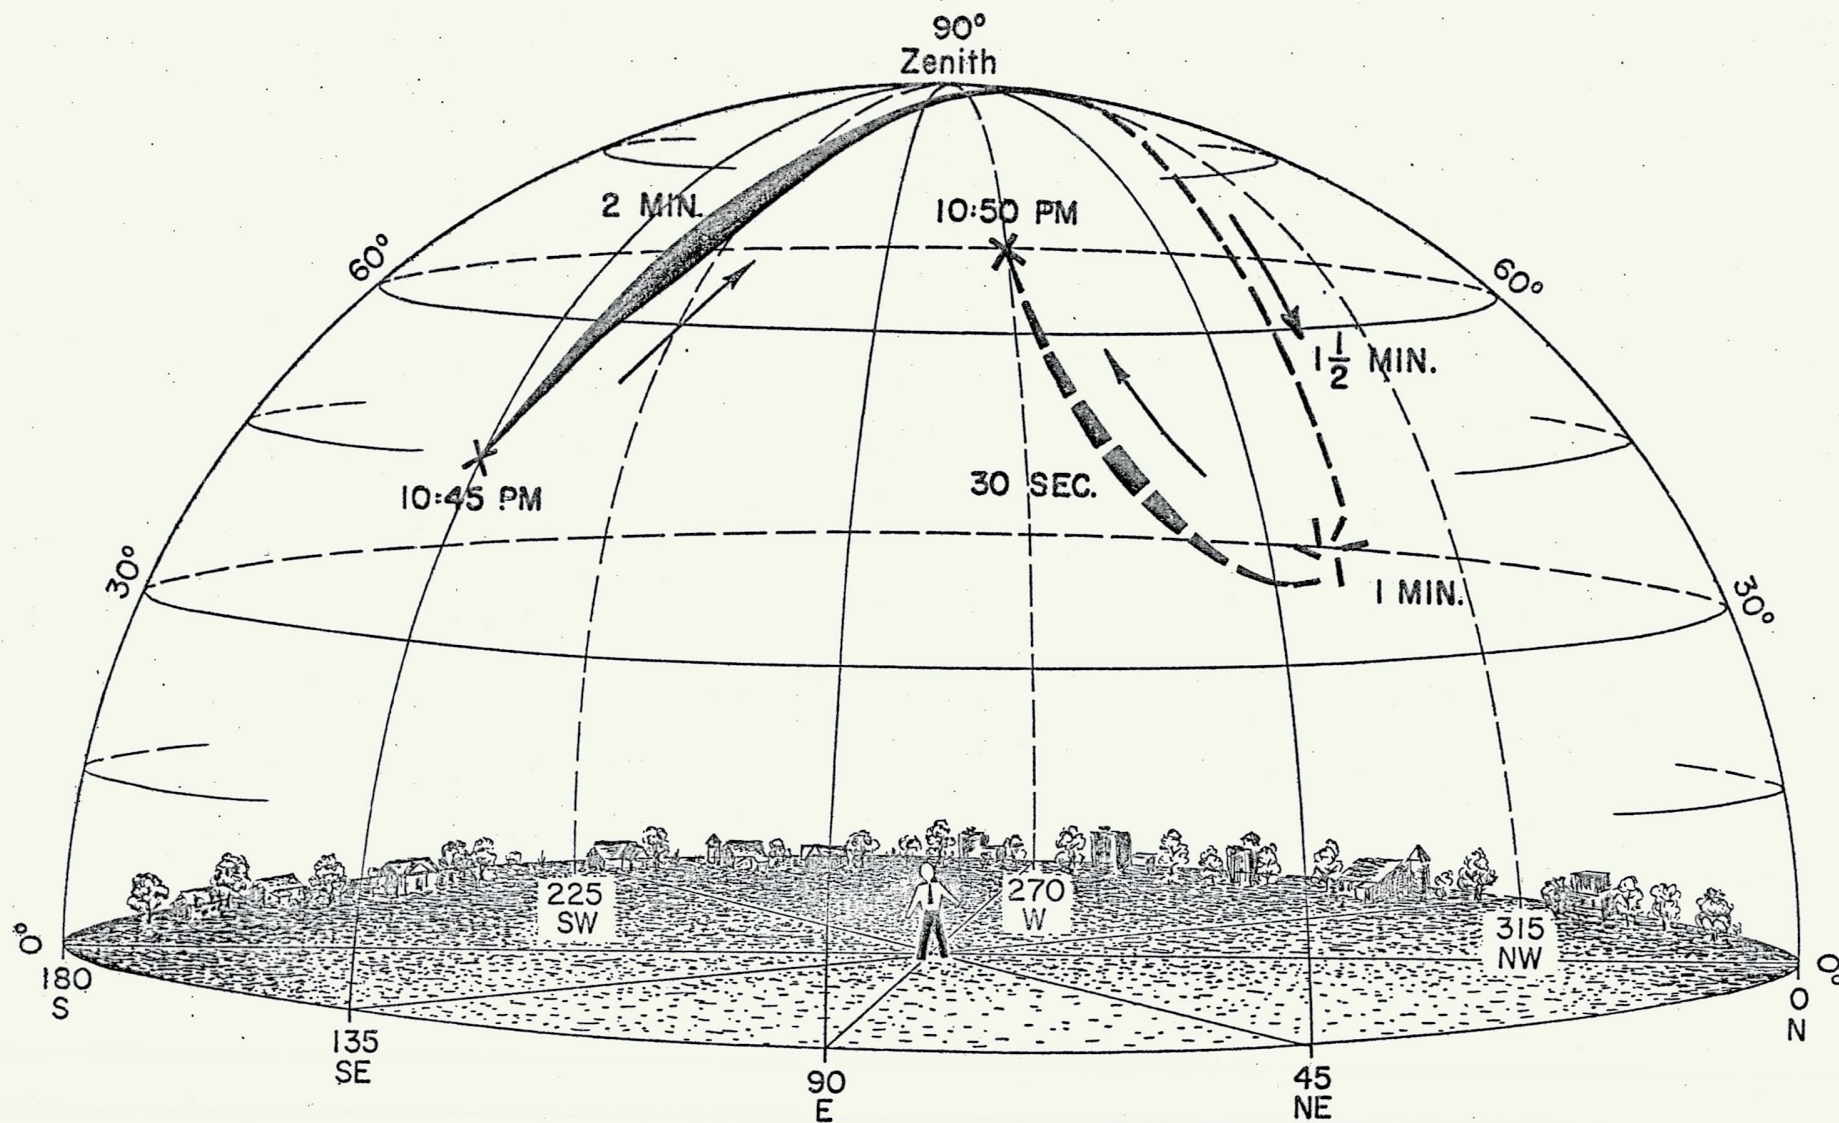 90°
Zenith
2 MIN.
10:50 PM
60°
60°
1 1/2 MIN.
30 SEC.
10:45 PM
30°
1 MIN.
30°
225
SW
270
W
315
NW
0°
180
S
0°
0
N
135
SE
90
E
45
NE